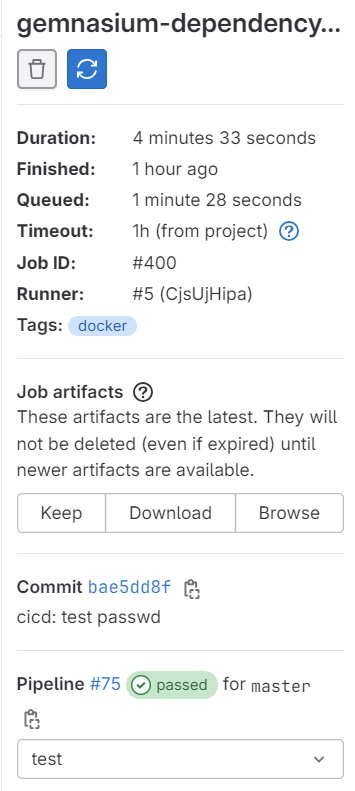 gemnasium-dependency...
Duration: 4 minutes 33 seconds
Finished: 1 hour ago
Queued: 1 minute 28 seconds
Timeout: 1h (from project)
Job ID: #400
Runner: #5 (CjsUjHipa)
Tags: docker
Job artifacts
These artifacts are the latest. They will
not be deleted (even if expired) until
newer artifacts are available.
Keep Download Browse
Commit bae5dd8f
cicd: test passwd
Pipeline #75 passed for master
test